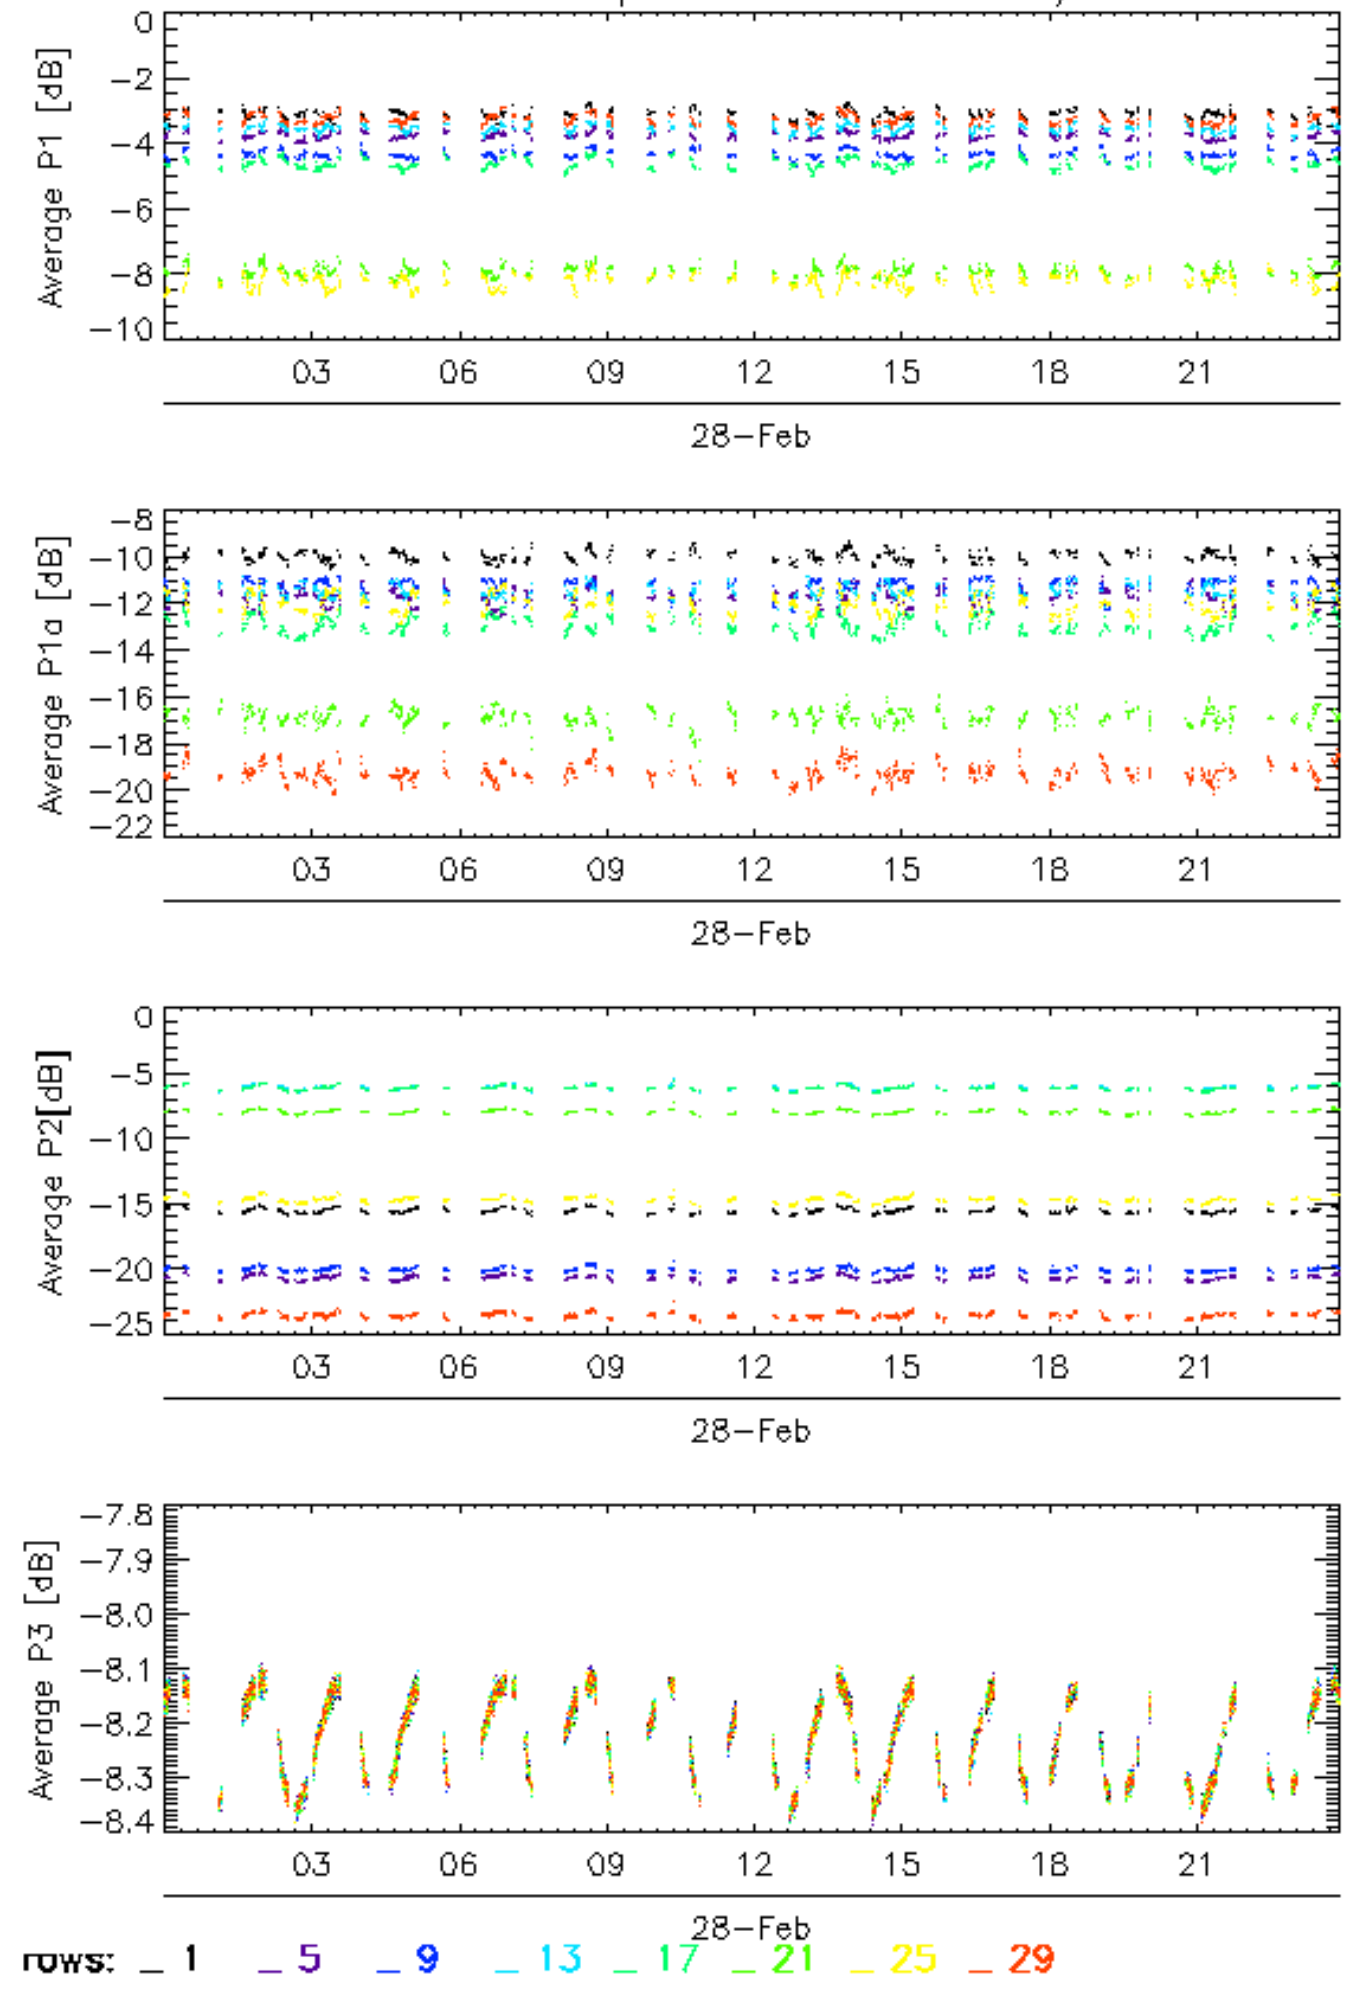 Average P1 [dB]
0
−2
−4
−6
−8
−10
03 06 09 12 15 18 21
28−Feb
Average P1a [dB]
−8
−10
−12
−14
−16
−18
−20
−22
03 06 09 12 15 18 21
28−Feb
Average P2[dB]
0
−5
−10
−15
−20
−25
03 06 09 12 15 18 21
28−Feb
Average P3 [dB]
−7.8
−7.9
−8.0
−8.1
−8.2
−8.3
−8.4
03 06 09 12 15 18 21
28−Feb
rows: _ 1 _ 5 _ 9 _ 13 _ 17 _ 21 _ 25 _ 29